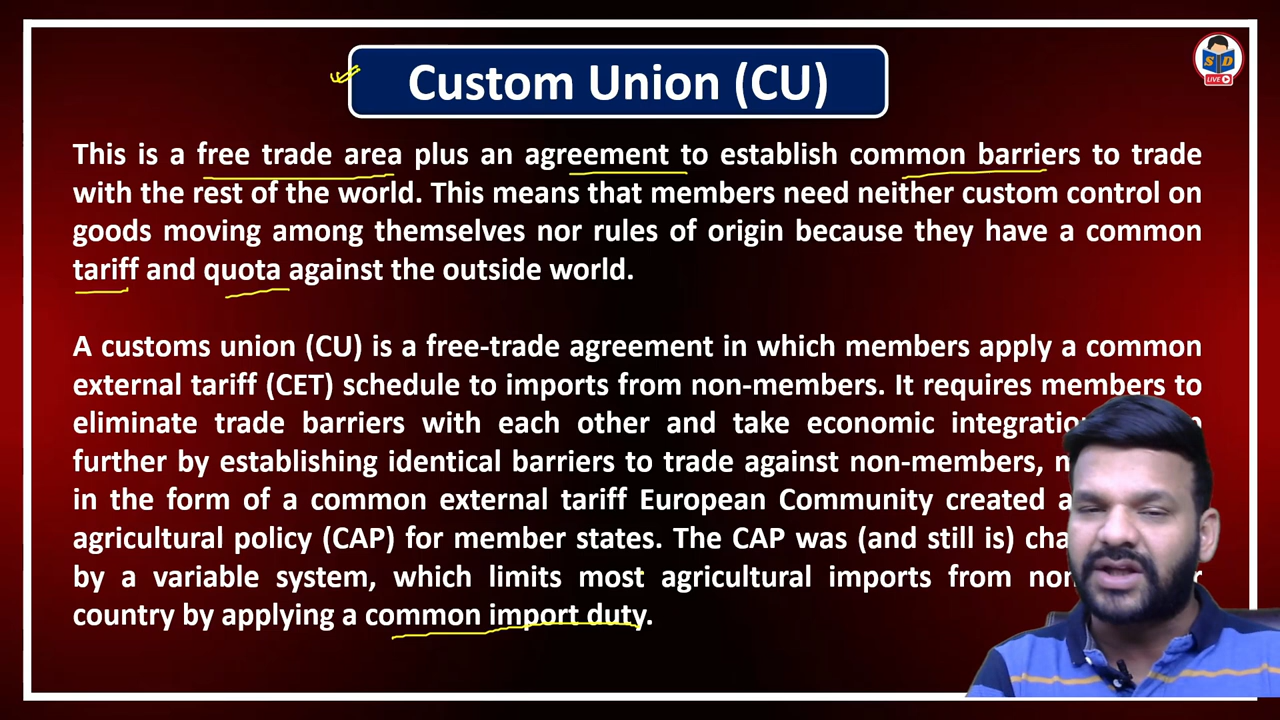 Custom Union (CU)
S D
LIVE
This is a free trade area plus an agreement to establish common barriers to trade
with the rest of the world. This means that members need neither custom control on
goods moving among themselves nor rules of origin because they have a common
tariff and quota against the outside world.
A customs union (CU) is a free-trade agreement in which members apply a common
external tariff (CET) schedule to imports from non-members. It requires members to
eliminate trade barriers with each other and take economic
further by establishing identical barriers to trade against non-members,
in the form of a common external tariff European Community created
agricultural policy (CAP) for member states. The CAP was (and still is)
by a variable system, which limits most agricultural imports from
country by applying a common import duty.